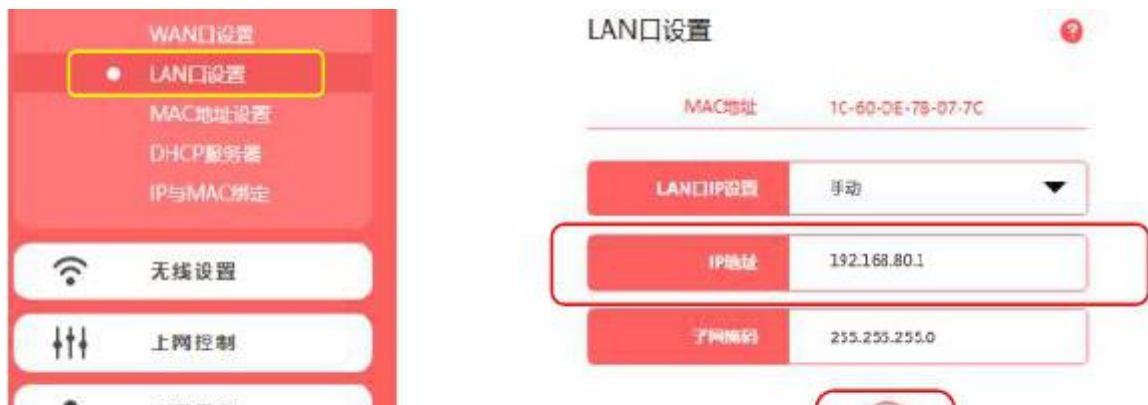 WAN口设置
LAN口设置
MAC地址设置
DHCP服务器
IP与MAC绑定
无线设置
上网控制
LAN口设置
?
MAC地址 1C-60-DE-78-07-7C
LAN口IP设置 手动
IP地址 192.168.80.1
子网掩码 255.255.255.0